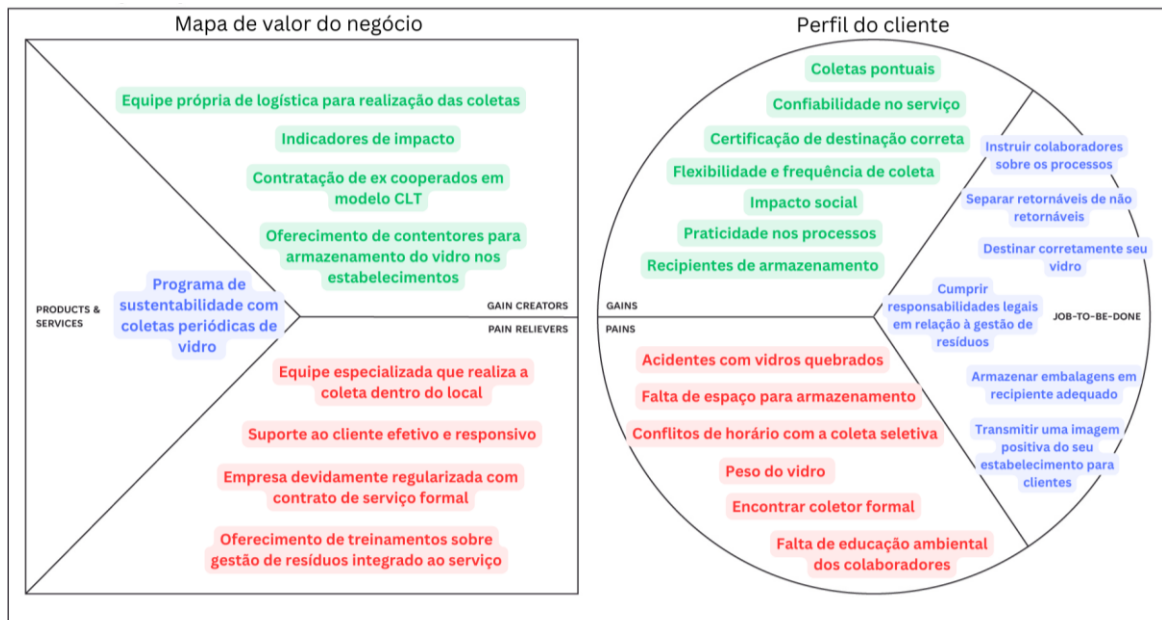 Mapa de valor do negócio
Equipe própria de logística para realização das coletas
Indicadores de impacto
Contratação de ex cooperados em
modelo CLT
Oferecimento de contentores para
armazenamento do vidro nos
estabelecimentos
GAIN CREATORS
PRODUCTS &
SERVICES
Programa de
sustentabilidade com
coletas periódicas de
vidro
PAIN RELIEVERS
Equipe especializada que realiza a
coleta dentro do local
Suporte ao cliente efetivo e responsivo
Empresa devidamente regularizada com
contrato de serviço formal
Oferecimento de treinamentos sobre
gestão de resíduos integrado ao serviço
Perfil do cliente
Coletas pontuais
Confiabilidade no serviço
Certificação de destinação correta
Flexibilidade e frequência de coleta
Impacto social
Praticidade nos processos
Recipientes de armazenamento
GAINS
PAINS
Acidentes com vidros quebrados
Falta de espaço para armazenamento
Conflitos de horário com a coleta seletiva
Peso do vidro
Encontrar coletor formal
Falta de educação ambiental
dos colaboradores
Instruir colaboradores
sobre os processos
Separar retornáveis de não
retornáveis
Destinar corretamente seu
vidro
Cumprir
responsabilidades legais
em relação à gestão de
resíduos
JOB-TO-BE-DONE
Armazenar embalagens em
recipiente adequado
Transmitir uma imagem
positiva do seu
estabelecimento para
clientes